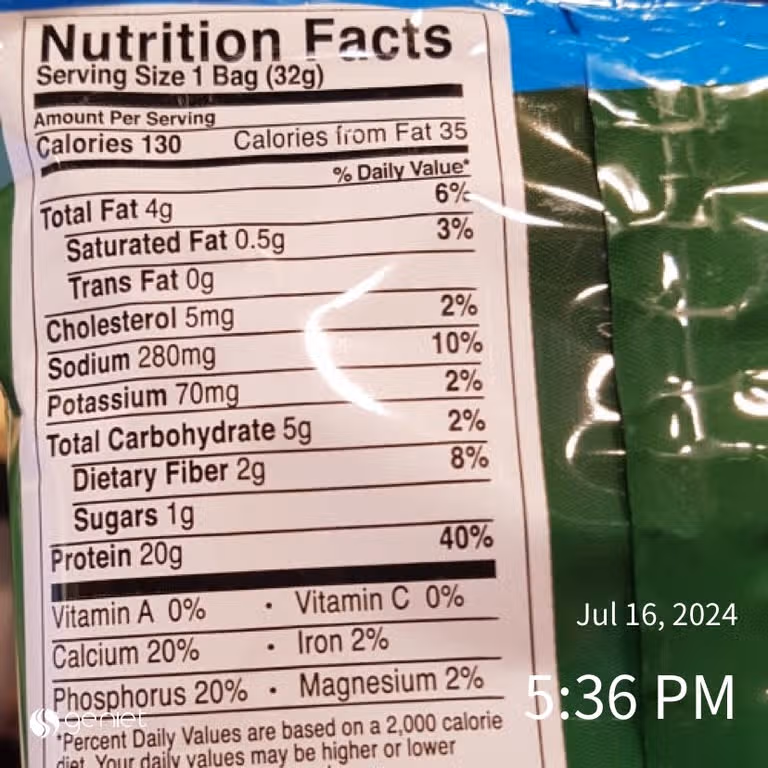 Nutrition Facts
Serving Size 1 Bag (32g)
Amount Per Serving
Calories 130 Calories from Fat 35
% Daily Value*
Total Fat 4g 6%
Saturated Fat 0.5g 3%
Trans Fat 0g
Cholesterol 5mg 2%
Sodium 280mg 10%
Potassium 70mg 2%
Total Carbohydrate 5g 2%
Dietary Fiber 2g 8%
Sugars 1g
Protein 20g 40%
Vitamin A 0% • Vitamin C 0%
Calcium 20% • Iron 2%
Phosphorus 20% • Magnesium 2%
*Percent Daily Values are based on a 2,000 calorie
diet. Your daily values may be higher or lower
Jul 16, 2024
5:36 PM
geniet